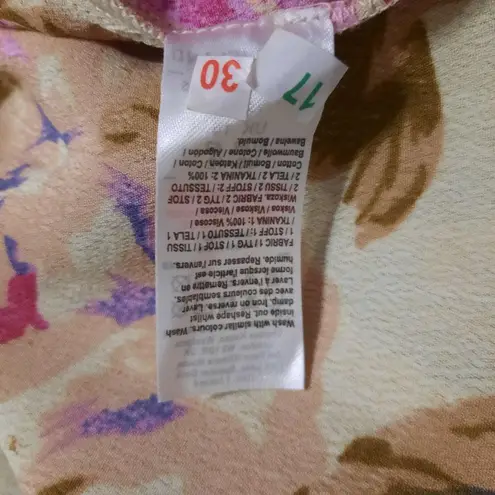 Wash with similar colours. Wash
inside out. Reshape whilst
damp. Iron on reverse. Laver
avec des couleurs semblables.
Laver à l'envers. Remettre en
forme lorsque l'article est
humide. Repasser sur l'envers.
FABRIC 1 / TYG 1 / STOF 1 / TISSU
1 / STOFF 1: / TESSUTO 1 / TELA 1
/ TKANINA 1: 100% Viscose /
Viskos / Viskose / Viscosa /
Wiskoza. FABRIC 2 / TYG 2 / STOF
2 / TISSU 2 / STOFF 2: / TESSUTO
2 / TELA 2 / TKANINA 2: 100%
Cotton / Bomull / Katoen / Coton /
Baumwolle / Cotone / Algodón /
Bawełna / Bomuld.
17
30